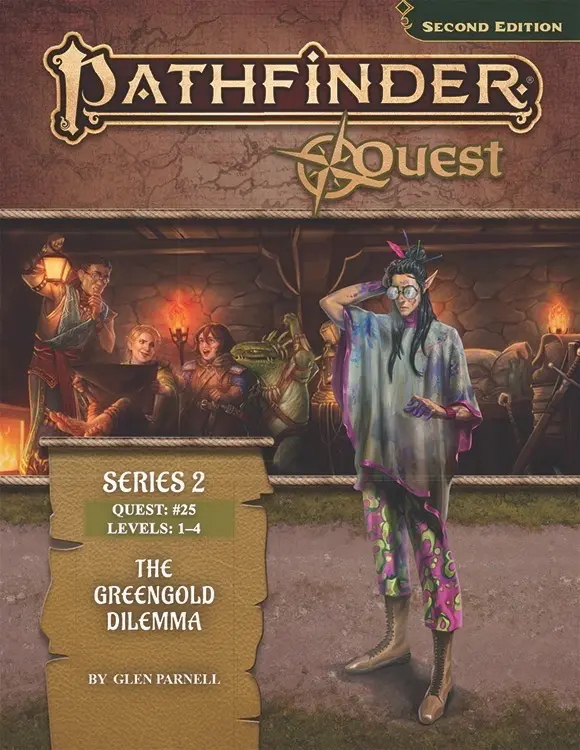 SECOND EDITION
PATHFINDER®
QUEST
SERIES 2
QUEST: #25
LEVELS: 1–4
THE
GREENGOLD
DILEMMA
BY GLEN PARNELL